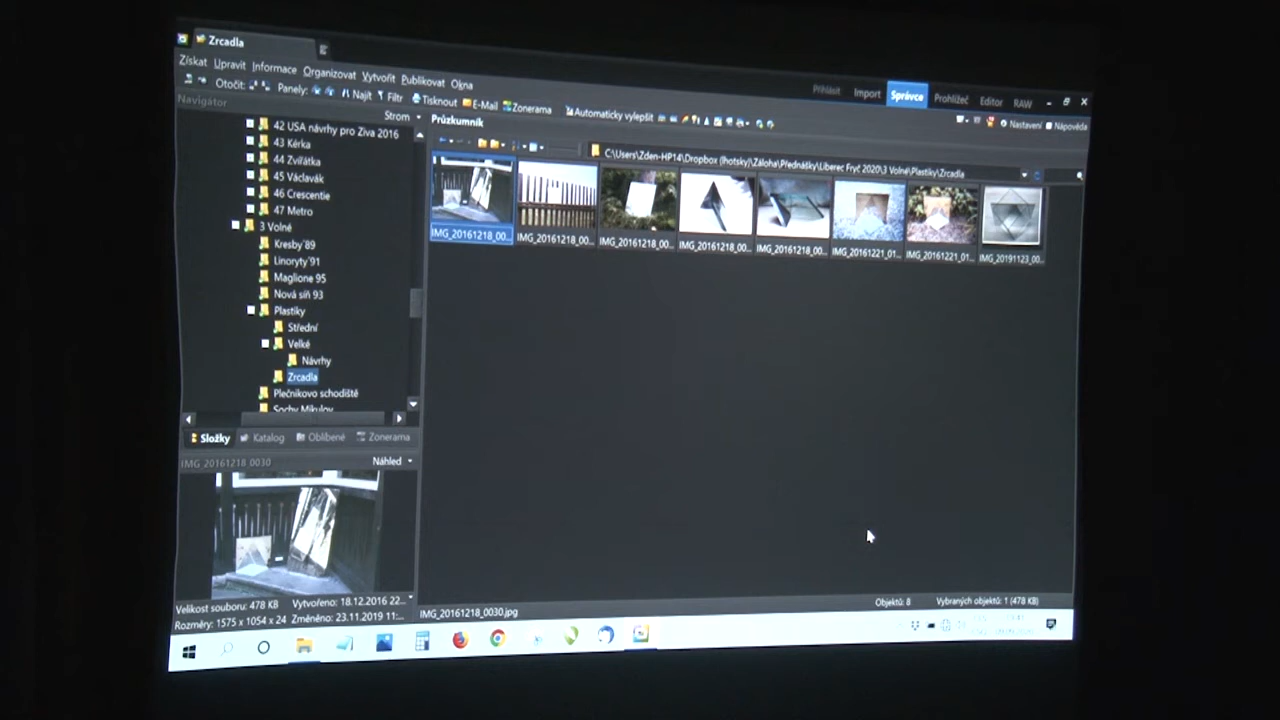 Zrcadla
Získat Upravit Informace Organizovat Vytvořit Publikovat Okna
Přihlásit Import Správce Prohlížeč Editor RAW
Otočit: Panely: Najít Filtr Tisknout E-Mail Zonerama Automaticky vylepšit
Nastavení Nápověda
Navigátor
Strom
Průzkumník
C:\Users\Zden-HP14\Dropbox (lhotsky)\Záloha\Přednášky\Liberec Fryč 2020\3 Volné\Plastiky\Zrcadla
42 USA návrhy pro Ziva 2016
43 Kérka
44 Zvířátka
45 Václavák
46 Crescentie
47 Metro
3 Volné
Kresby´89
Linoryty´91
Maglione 95
Nová síň 93
Plastiky
Střední
Velké
Návrhy
Zrcadla
Plečnikovo schodiště
Sochy Mikulov
IMG_20161218_00...
IMG_20161218_00...
IMG_20161218_00...
IMG_20161218_00...
IMG_20161218_00...
IMG_20161221_01...
IMG_20161221_01...
IMG_20191123_00...
Složky Katalog Oblíbené Zonerama
IMG_20161218_0030
Náhled
Velikost souboru: 478 KB Vytvořeno: 18.12.2016 22...
Rozměry: 1575 x 1054 x 24 Změněno: 23.11.2019 11:...
IMG_20161218_0030.jpg
Objektů: 8 Vybraných objektů: 1 (478 KB)